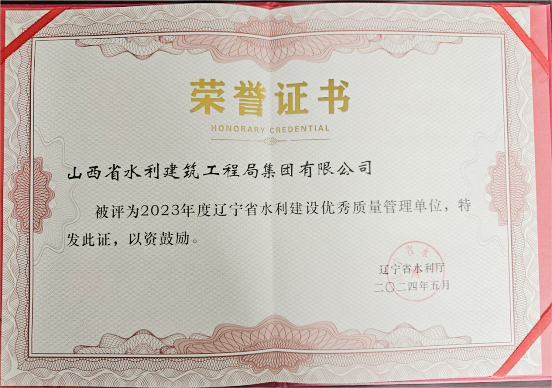 荣誉证书
HONORARY CREDENTIAL
山西省水利建筑工程局集团有限公司
被评为2023年度辽宁省水利建设优秀质量管理单位，特
发此证，以资鼓励。
辽宁省水利厅
二〇二四年五月